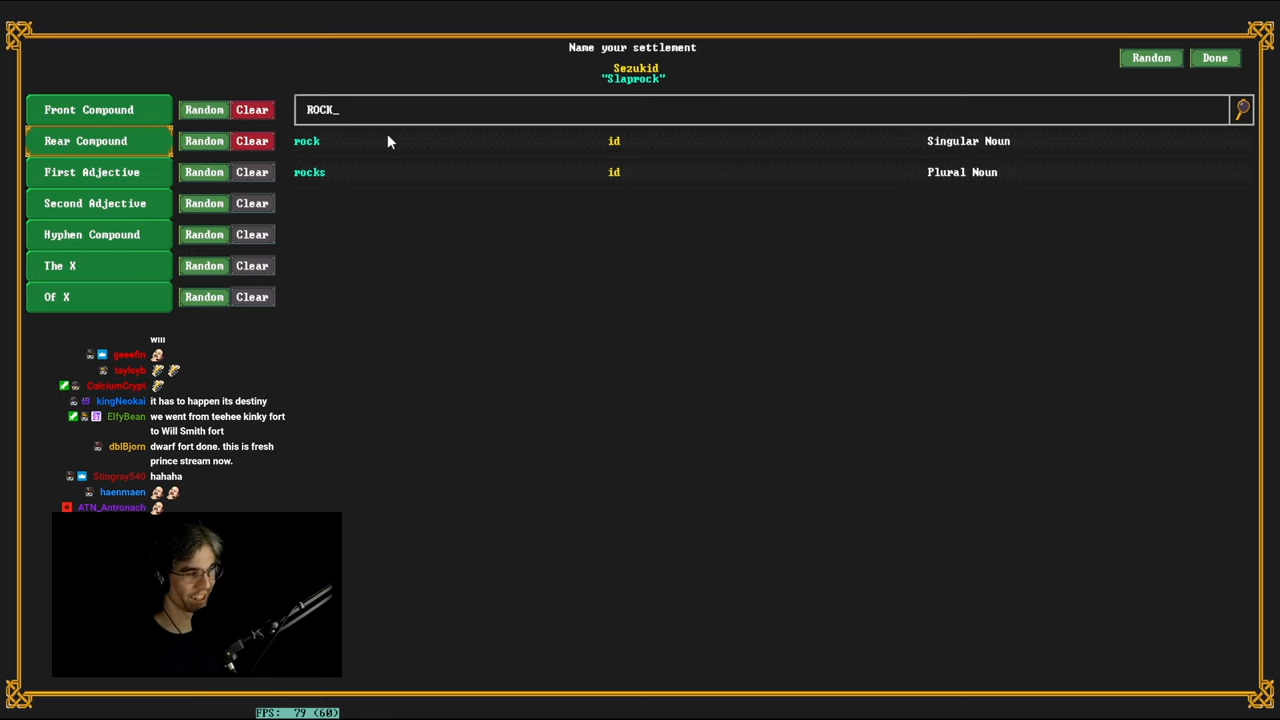 Name your settlement
Sezukid
"Slaprock"
Random Done
Front Compound Random Clear ROCK_
Rear Compound Random Clear rock id Singular Noun
First Adjective Random Clear rocks id Plural Noun
Second Adjective Random Clear
Hyphen Compound Random Clear
The X Random Clear
Of X Random Clear
will
geeefin
tayleyb
CalciumCrypt
kingNeokai it has to happen its destiny
ElfyBean we went from teehee kinky fort
to Will Smith fort
dblBjorn dwarf fort done. this is fresh
prince stream now.
Stingray540 hahaha
haenmaen
ATN_Antronach
FPS: 79 (60)